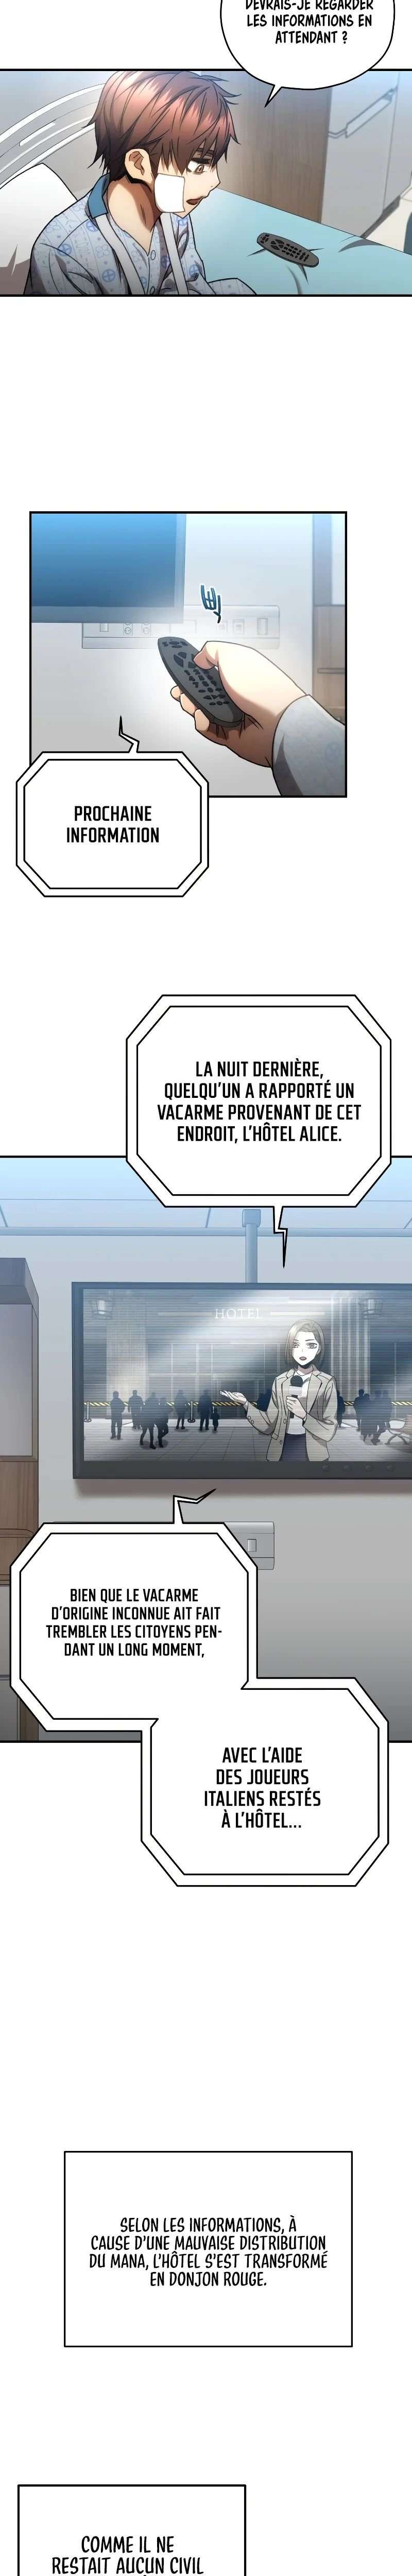 DEVRAIS-JE REGARDER
LES INFORMATIONS EN
ATTENDANT ?
PROCHAINE
INFORMATION
LA NUIT DERNIÈRE,
QUELQU'UN A RAPPORTÉ UN
VACARME PROVENANT DE CET
ENDROIT, L'HÔTEL ALICE.
HOTEL
BIEN QUE LE VACARME
D'ORIGINE INCONNUE AIT FAIT
TREMBLER LES CITOYENS PEN-
DANT UN LONG MOMENT,
AVEC L'AIDE
DES JOUEURS
ITALIENS RESTÉS
À L'HÔTEL...
SELON LES INFORMATIONS, À
CAUSE D'UNE MAUVAISE DISTRIBUTION
DU MANA, L'HÔTEL S'EST TRANSFORMÉ
EN DONJON ROUGE.
COMME IL NE
RESTAIT AUCUN CIVIL